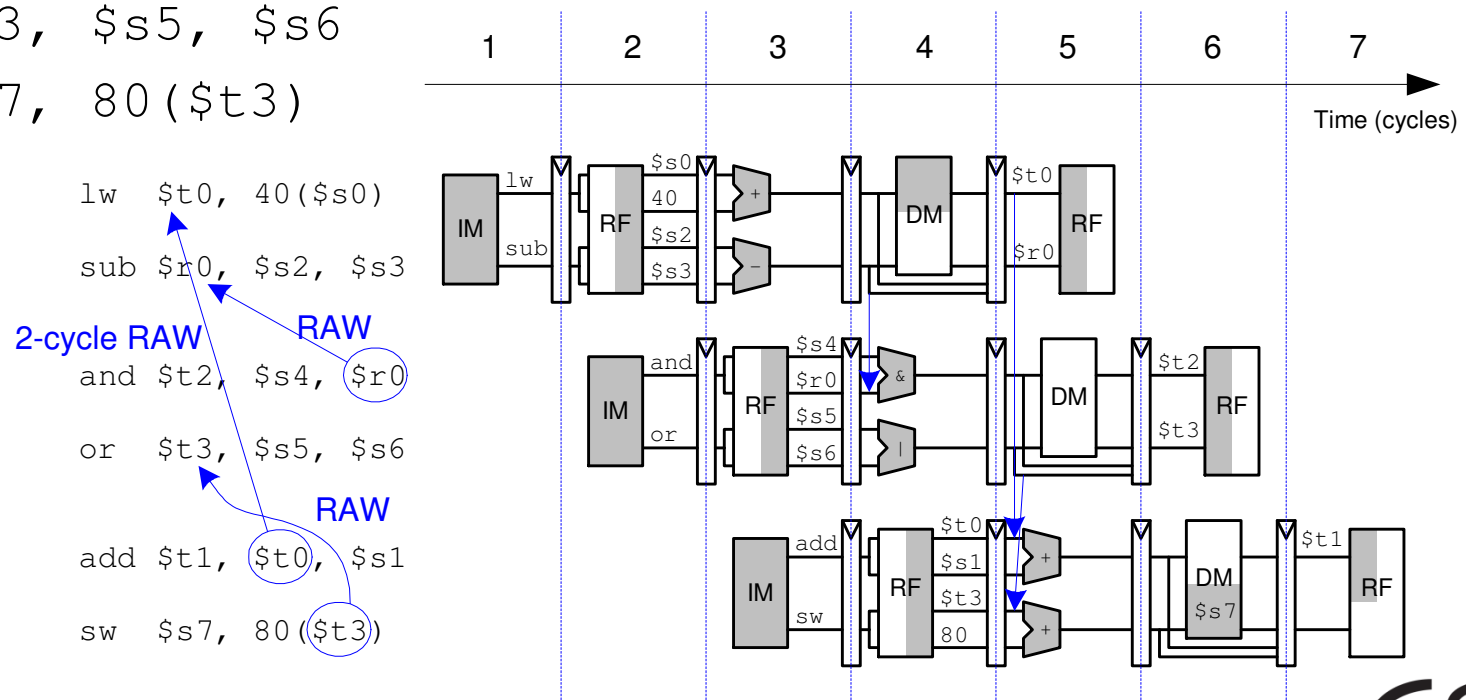 3, $s5, $s6
7, 80($t3)
1 2 3 4 5 6 7
Time (cycles)
lw $t0, 40($s0)
sub $r0, $s2, $s3
2-cycle RAW
RAW
and $t2, $s4, $r0
or $t3, $s5, $s6
RAW
add $t1, $t0, $s1
sw $s7, 80($t3)
IM
lw
sub
RF
$s0
40
$s2
$s3
+
-
DM
$t0
$r0
RF
IM
and
or
RF
$s4
$r0
$s5
$s6
&
|
DM
$t2
$t3
RF
IM
add
sw
RF
$t0
$s1
$t3
80
+
+
DM
$s7
$t1
RF